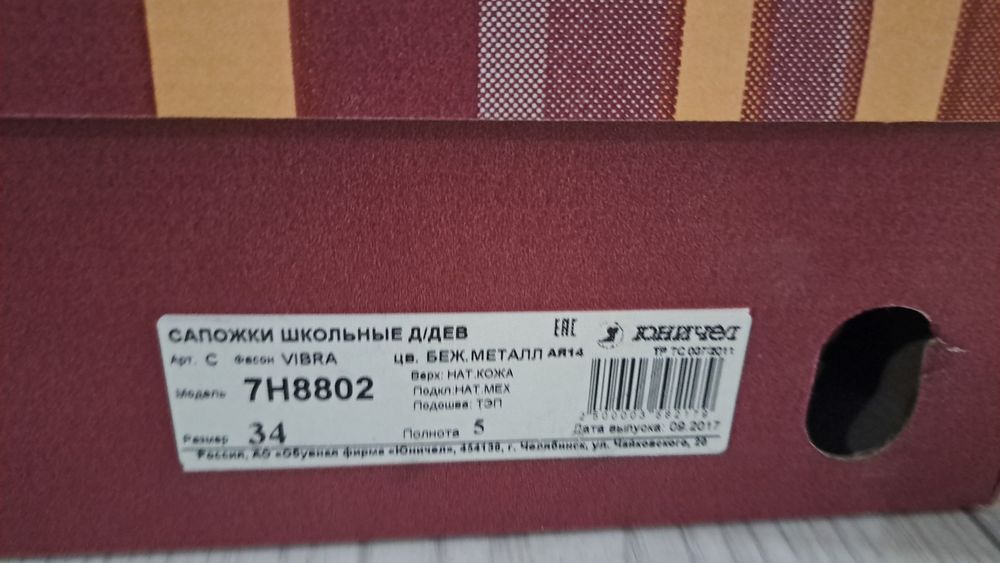 САПОЖКИ ШКОЛЬНЫЕ Д/ДЕВ
EAC
ЮНИЧЕЛ
Арт. С Фасон VIBRA цв. БЕЖ.МЕТАЛЛ AR14
ТР ТС 007/2011
Верх: НАТ.КОЖА
Модель 7Н8802
Подкл:НАТ.МЕХ
Подошва: ТЭП
Размер 34
Полнота 5
Дата выпуска: 09.2017
Россия, АО «Обувная фирма «Юничел», 454138, г. Челябинск, ул. Чайковского, 20